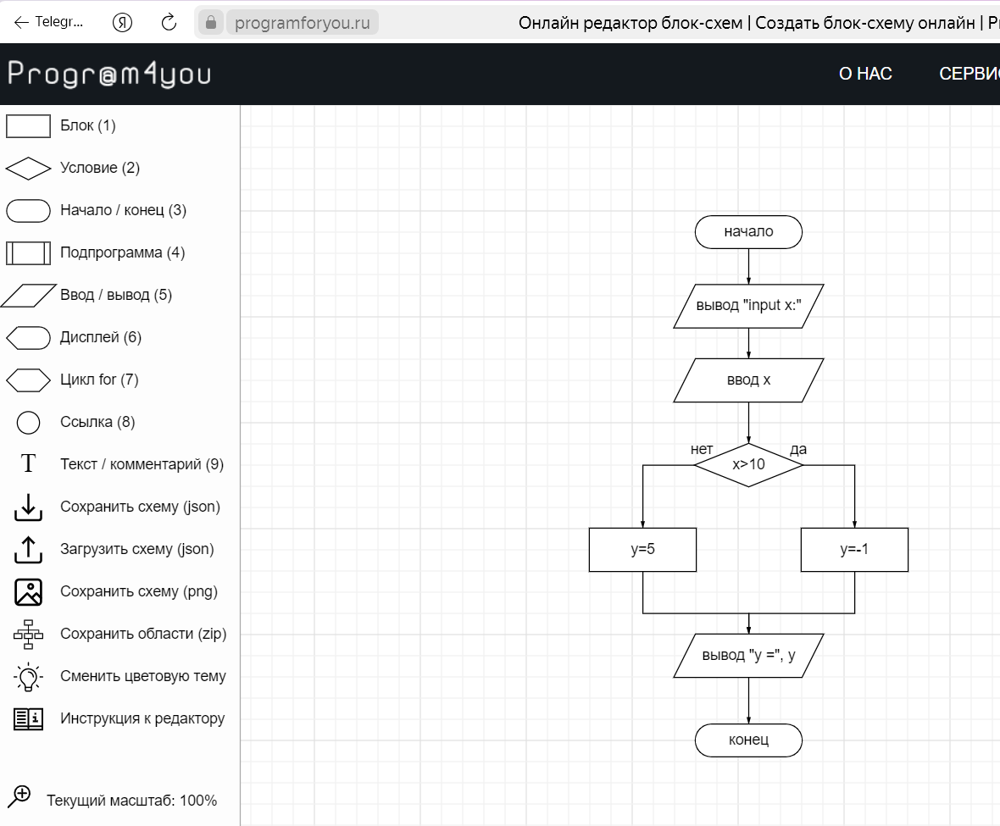 Telegr...
Я
programforyou.ru
Онлайн редактор блок-схем | Создать блок-схему онлайн | Pr
Progr@m4you
О НАС
СЕРВИС
Блок (1)
Условие (2)
Начало / конец (3)
Подпрограмма (4)
Ввод / вывод (5)
Дисплей (6)
Цикл for (7)
Ссылка (8)
T Текст / комментарий (9)
Сохранить схему (json)
Загрузить схему (json)
Сохранить схему (png)
Сохранить области (zip)
Сменить цветовую тему
i Инструкция к редактору
Текущий масштаб: 100%
начало
вывод "input x:"
ввод x
нет
да
x>10
y=5
y=-1
вывод "y =", y
конец